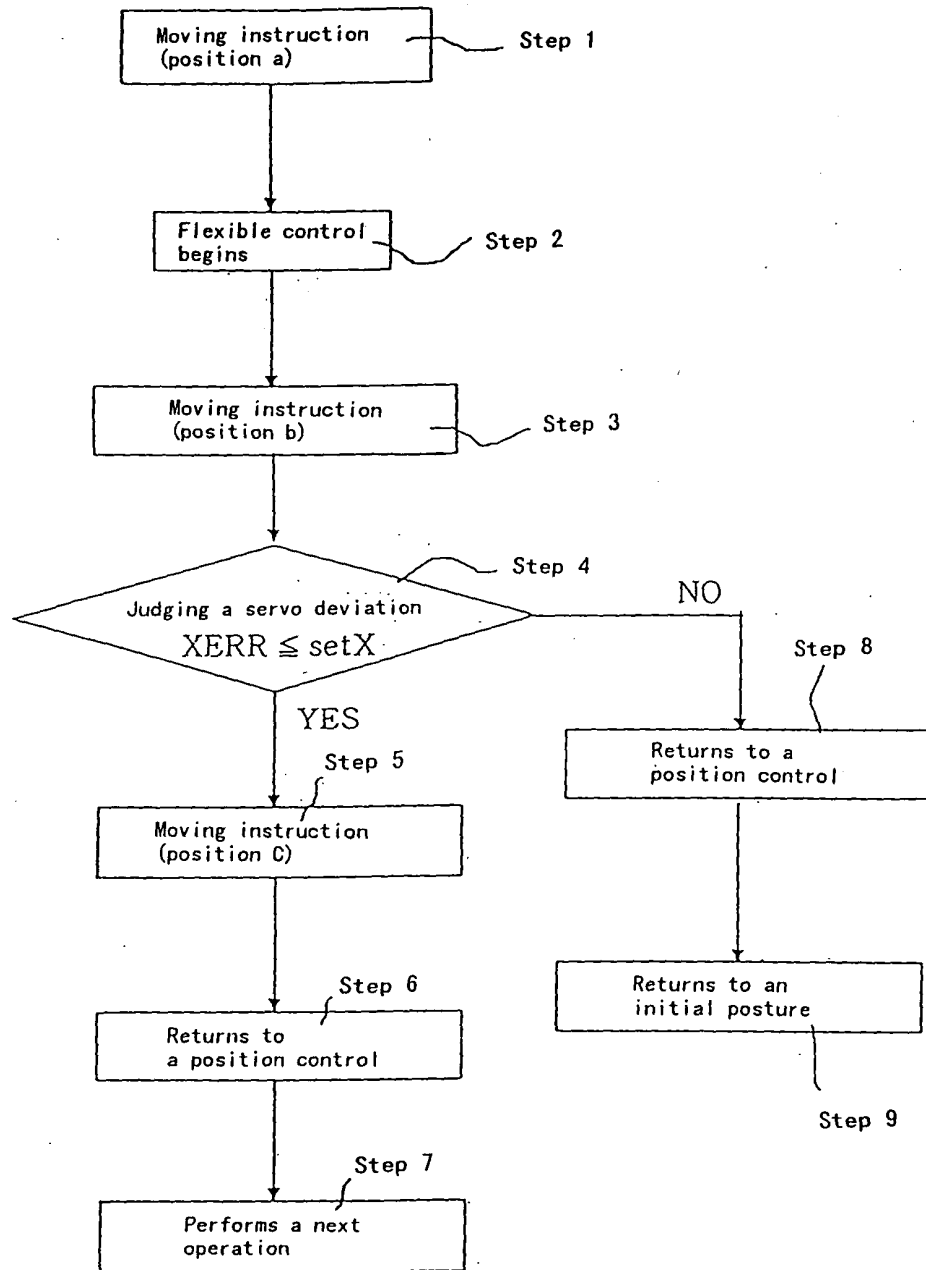 Moving instruction
(position a)
Step 1
Flexible control
begins
Step 2
Moving instruction
(position b)
Step 3
Step 4
Judging a servo deviation
XERR ≦ setX
NO
YES
Step 5
Moving instruction
(position C)
Step 6
Returns to
a position control
Step 7
Performs a next
operation
Step 8
Returns to a
position control
Returns to an
initial posture
Step 9